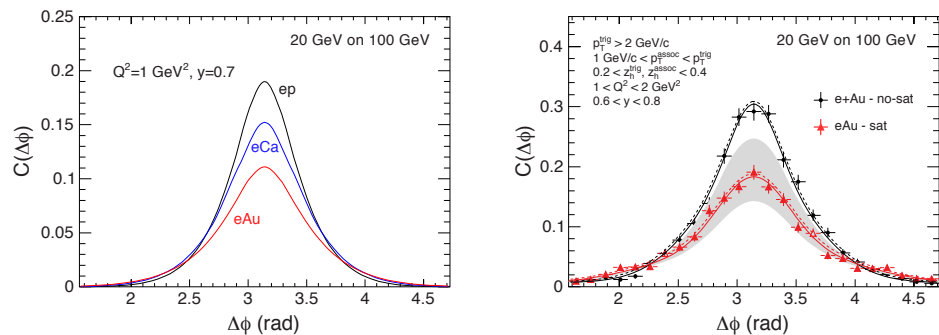 20 GeV on 100 GeV
Q²=1 GeV², y=0.7
ep
eCa
eAu
C(Δϕ)
0.25
0.2
0.15
0.1
0.05
0
2
2.5
3
3.5
4
4.5
Δϕ (rad)
20 GeV on 100 GeV
p_T^trig > 2 GeV/c
1 GeV/c < p_T^assoc < p_T^trig
0.2 < z_h^trig, z_h^assoc < 0.4
1 < Q² < 2 GeV²
0.6 < y < 0.8
e+Au - no-sat
eAu - sat
C(Δϕ)
0.4
0.3
0.2
0.1
0
2
2.5
3
3.5
4
4.5
Δϕ (rad)